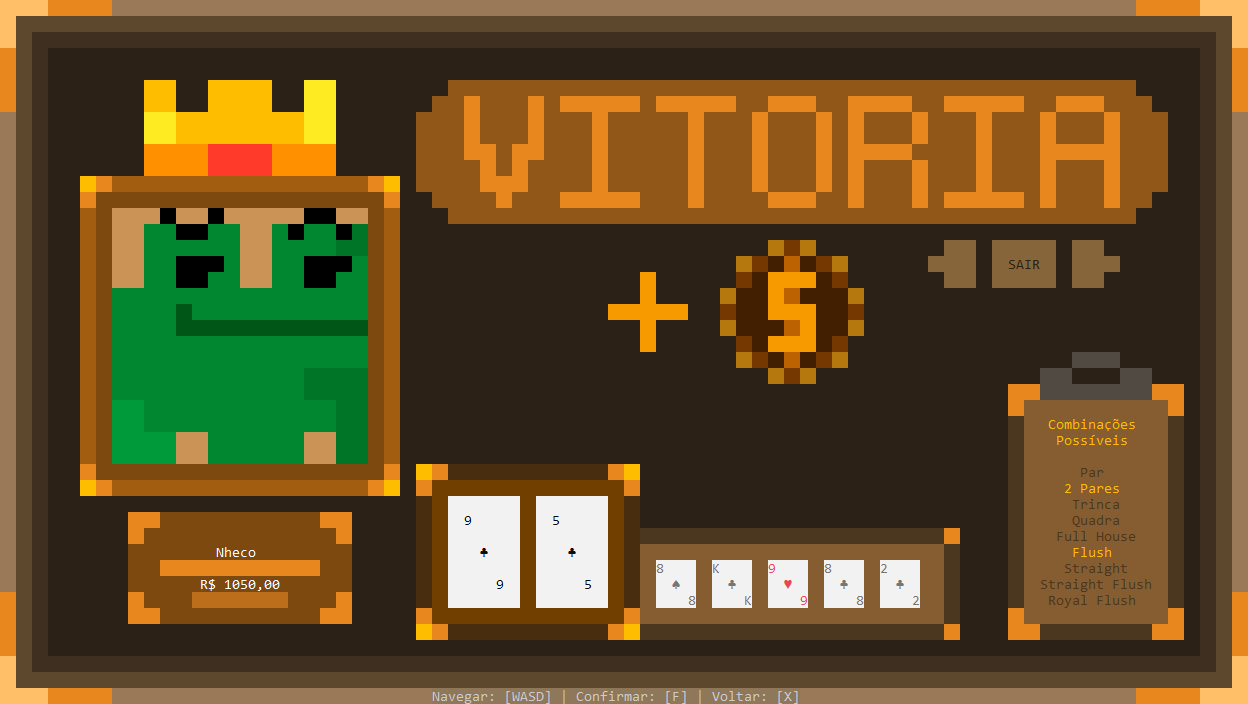 VITORIA
$
SAIR
Combinações
Possíveis
Par
2 Pares
Trinca
Quadra
Full House
Flush
Straight
Straight Flush
Royal Flush
Nheco
R$ 1050,00
9 ♣ 9
5 ♣ 5
8 ♠ 8
K ♣ K
9 ♥ 9
8 ♣ 8
2 ♣ 2
Navegar: [WASD] | Confirmar: [F] | Voltar: [X]